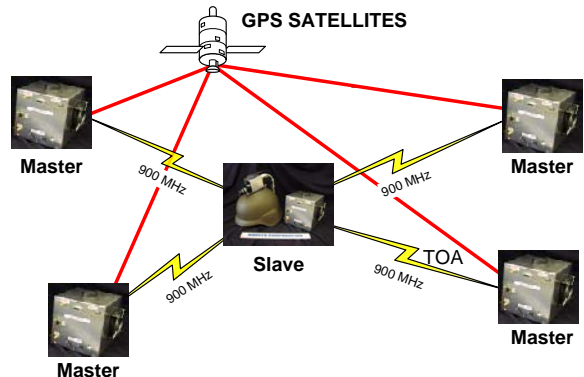 GPS SATELLITES
Master
Master
900 MHz
900 MHz
Slave
TOA
900 MHz
900 MHz
Master
Master